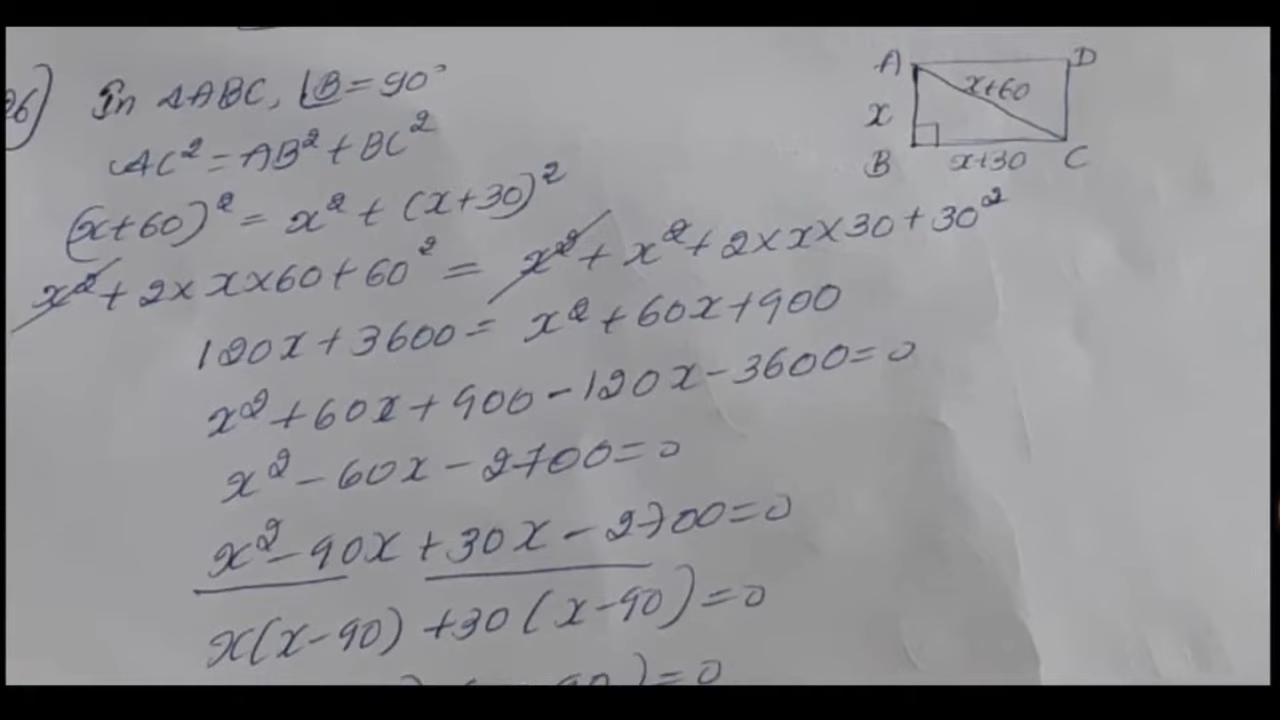 26) In △ABC, ∠B = 90°
AC² = AB² + BC²
(x+60)² = x² + (x+30)²
x² + 2×x×60 + 60² = x² + x² + 2×x×30 + 30²
120x + 3600 = x² + 60x + 900
x² + 60x + 900 - 120x - 3600 = 0
x² - 60x - 2700 = 0
x² - 90x + 30x - 2700 = 0
x(x-90) + 30(x-90) = 0
) = 0
A D
x+60
x
B x+30 C